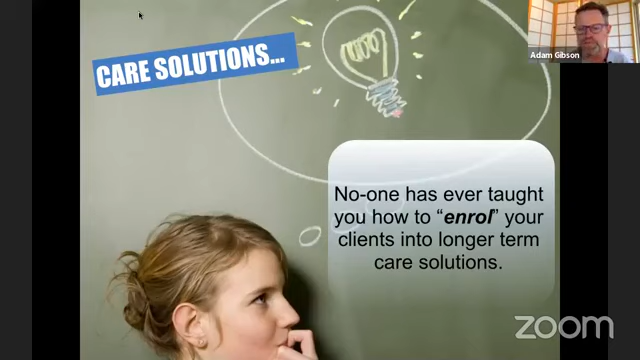 Adam Gibson
CARE SOLUTIONS...
No-one has ever taught
you how to “enrol” your
clients into longer term
care solutions.
zoom